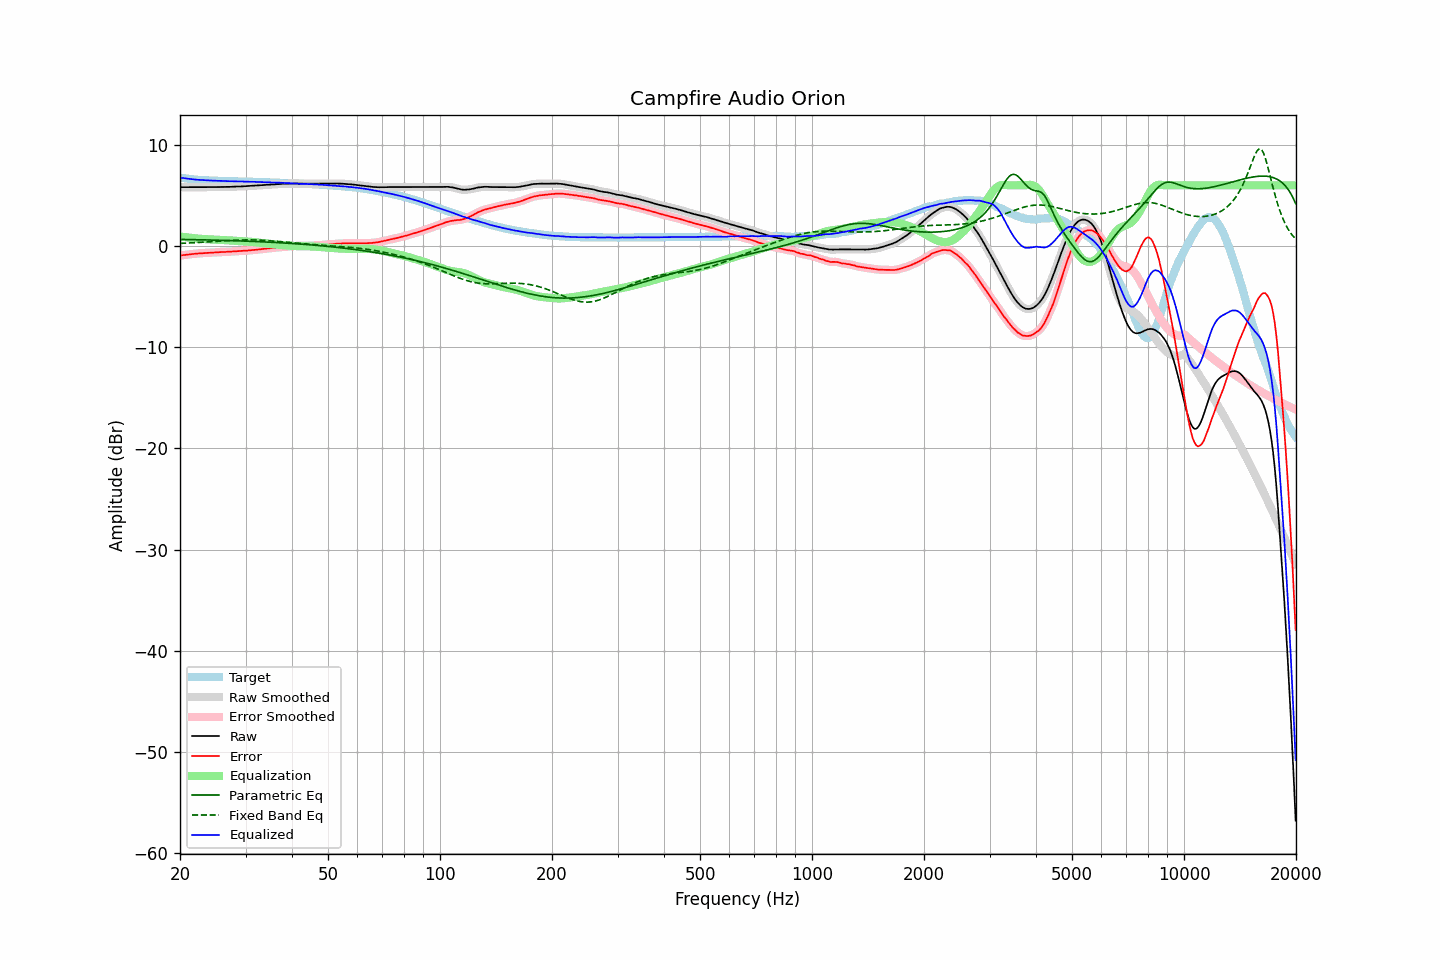 Campfire Audio Orion
10
0
−10
−20
−30
−40
−50
−60
Amplitude (dBr)
Target
Raw Smoothed
Error Smoothed
Raw
Error
Equalization
Parametric Eq
Fixed Band Eq
Equalized
20 50 100 200 500 1000 2000 5000 10000 20000
Frequency (Hz)